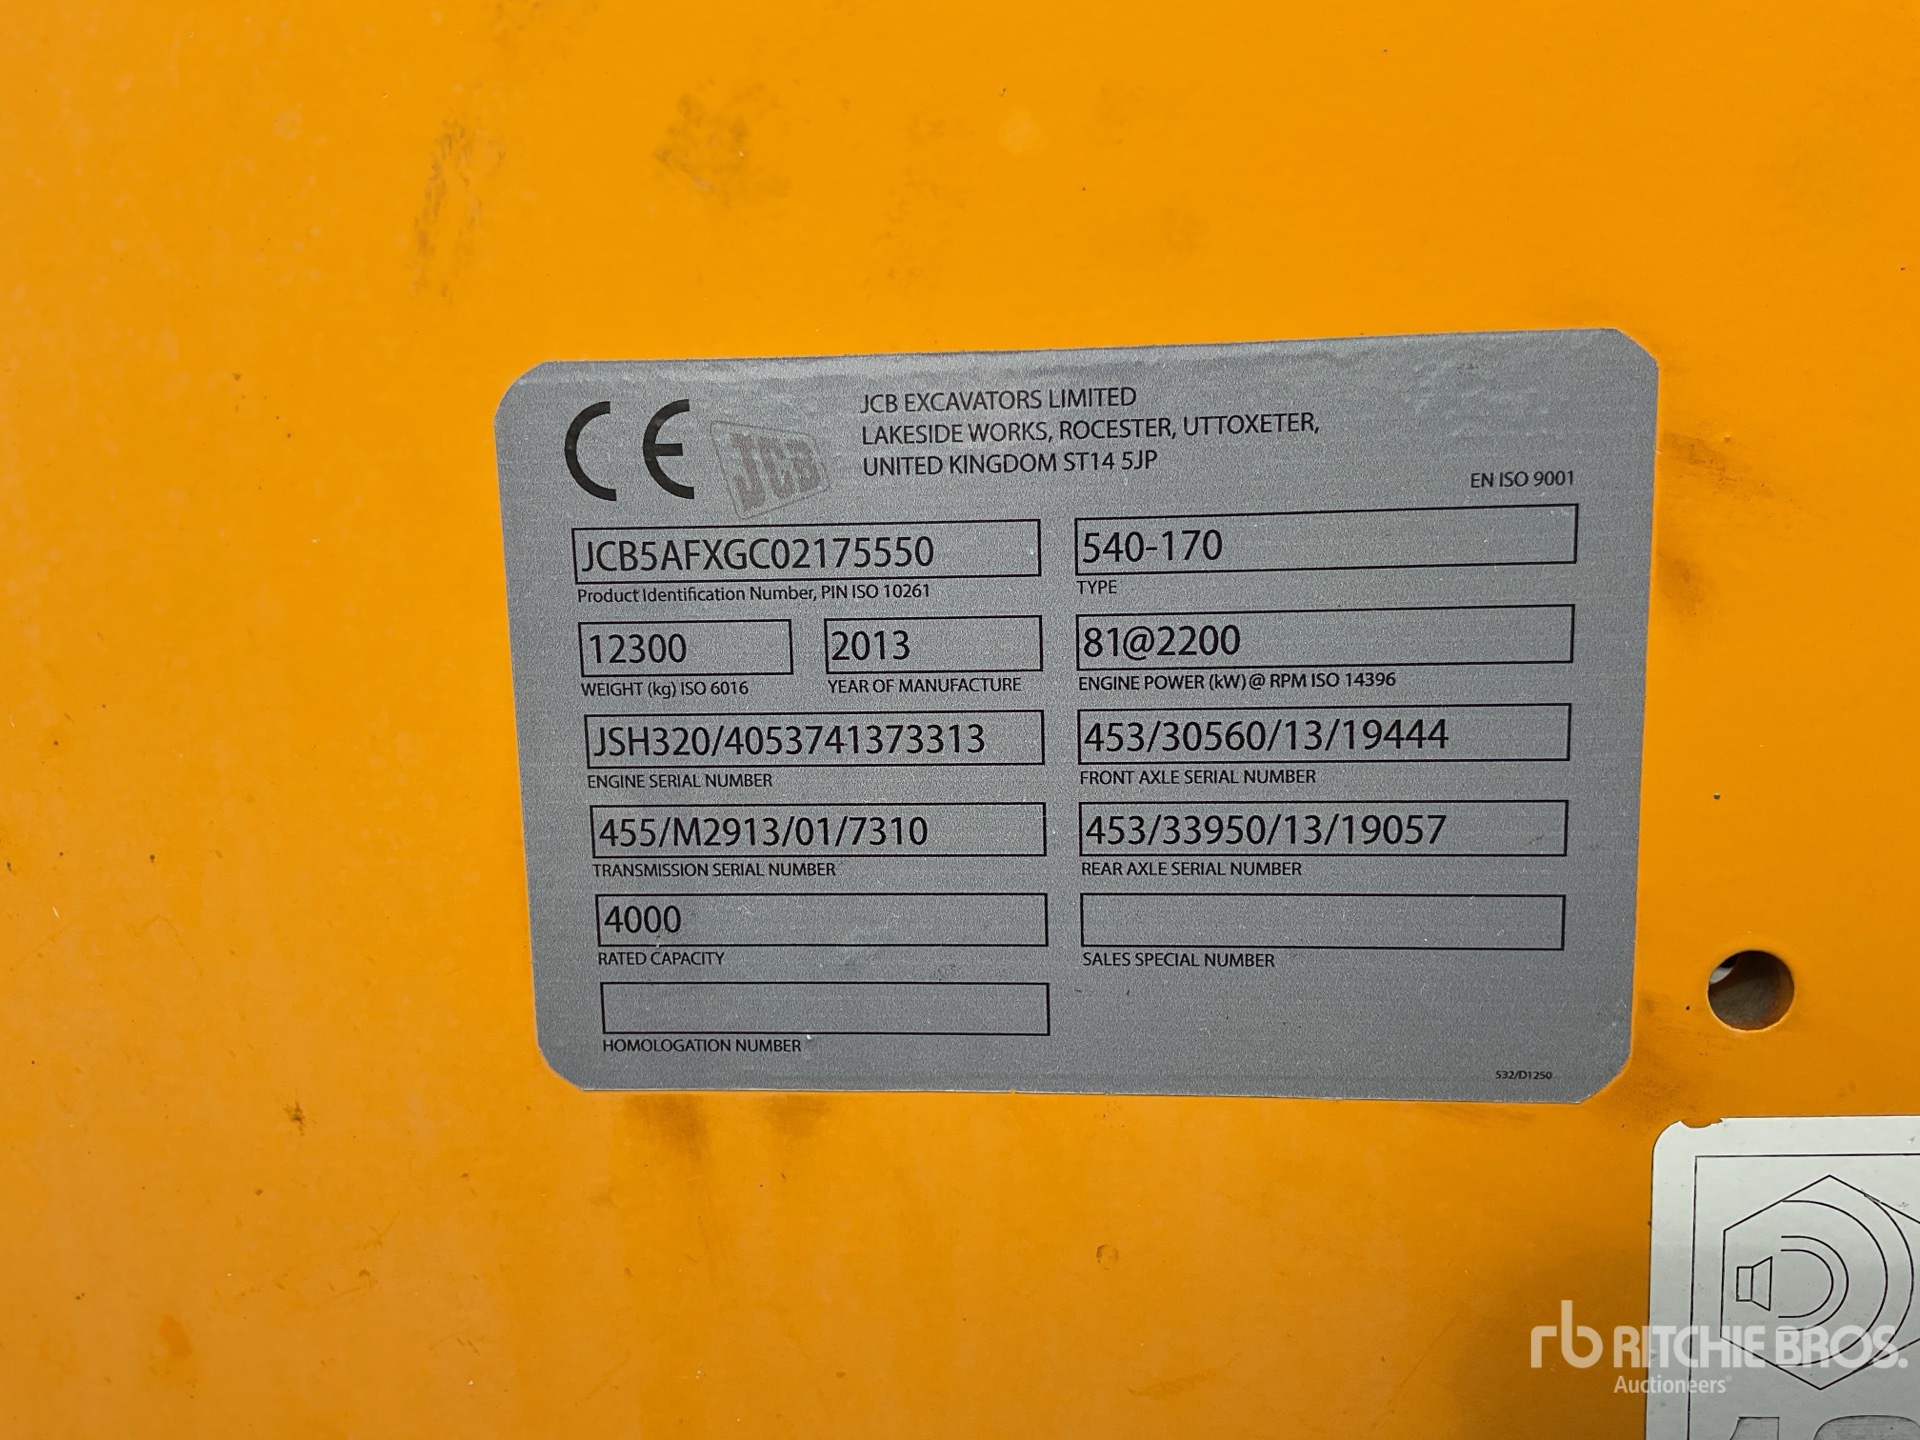 CE JCB
JCB EXCAVATORS LIMITED
LAKESIDE WORKS, ROCESTER, UTTOXETER,
UNITED KINGDOM ST14 5JP
EN ISO 9001
JCB5AFXGC02175550
Product Identification Number, PIN ISO 10261
540-170
TYPE
12300
WEIGHT (kg) ISO 6016
2013
YEAR OF MANUFACTURE
81@2200
ENGINE POWER (kW) @ RPM ISO 14396
JSH320/4053741373313
ENGINE SERIAL NUMBER
453/30560/13/19444
FRONT AXLE SERIAL NUMBER
455/M2913/01/7310
TRANSMISSION SERIAL NUMBER
453/33950/13/19057
REAR AXLE SERIAL NUMBER
4000
RATED CAPACITY
SALES SPECIAL NUMBER
HOMOLOGATION NUMBER
532/D1250
rb RITCHIE BROS.
Auctioneers